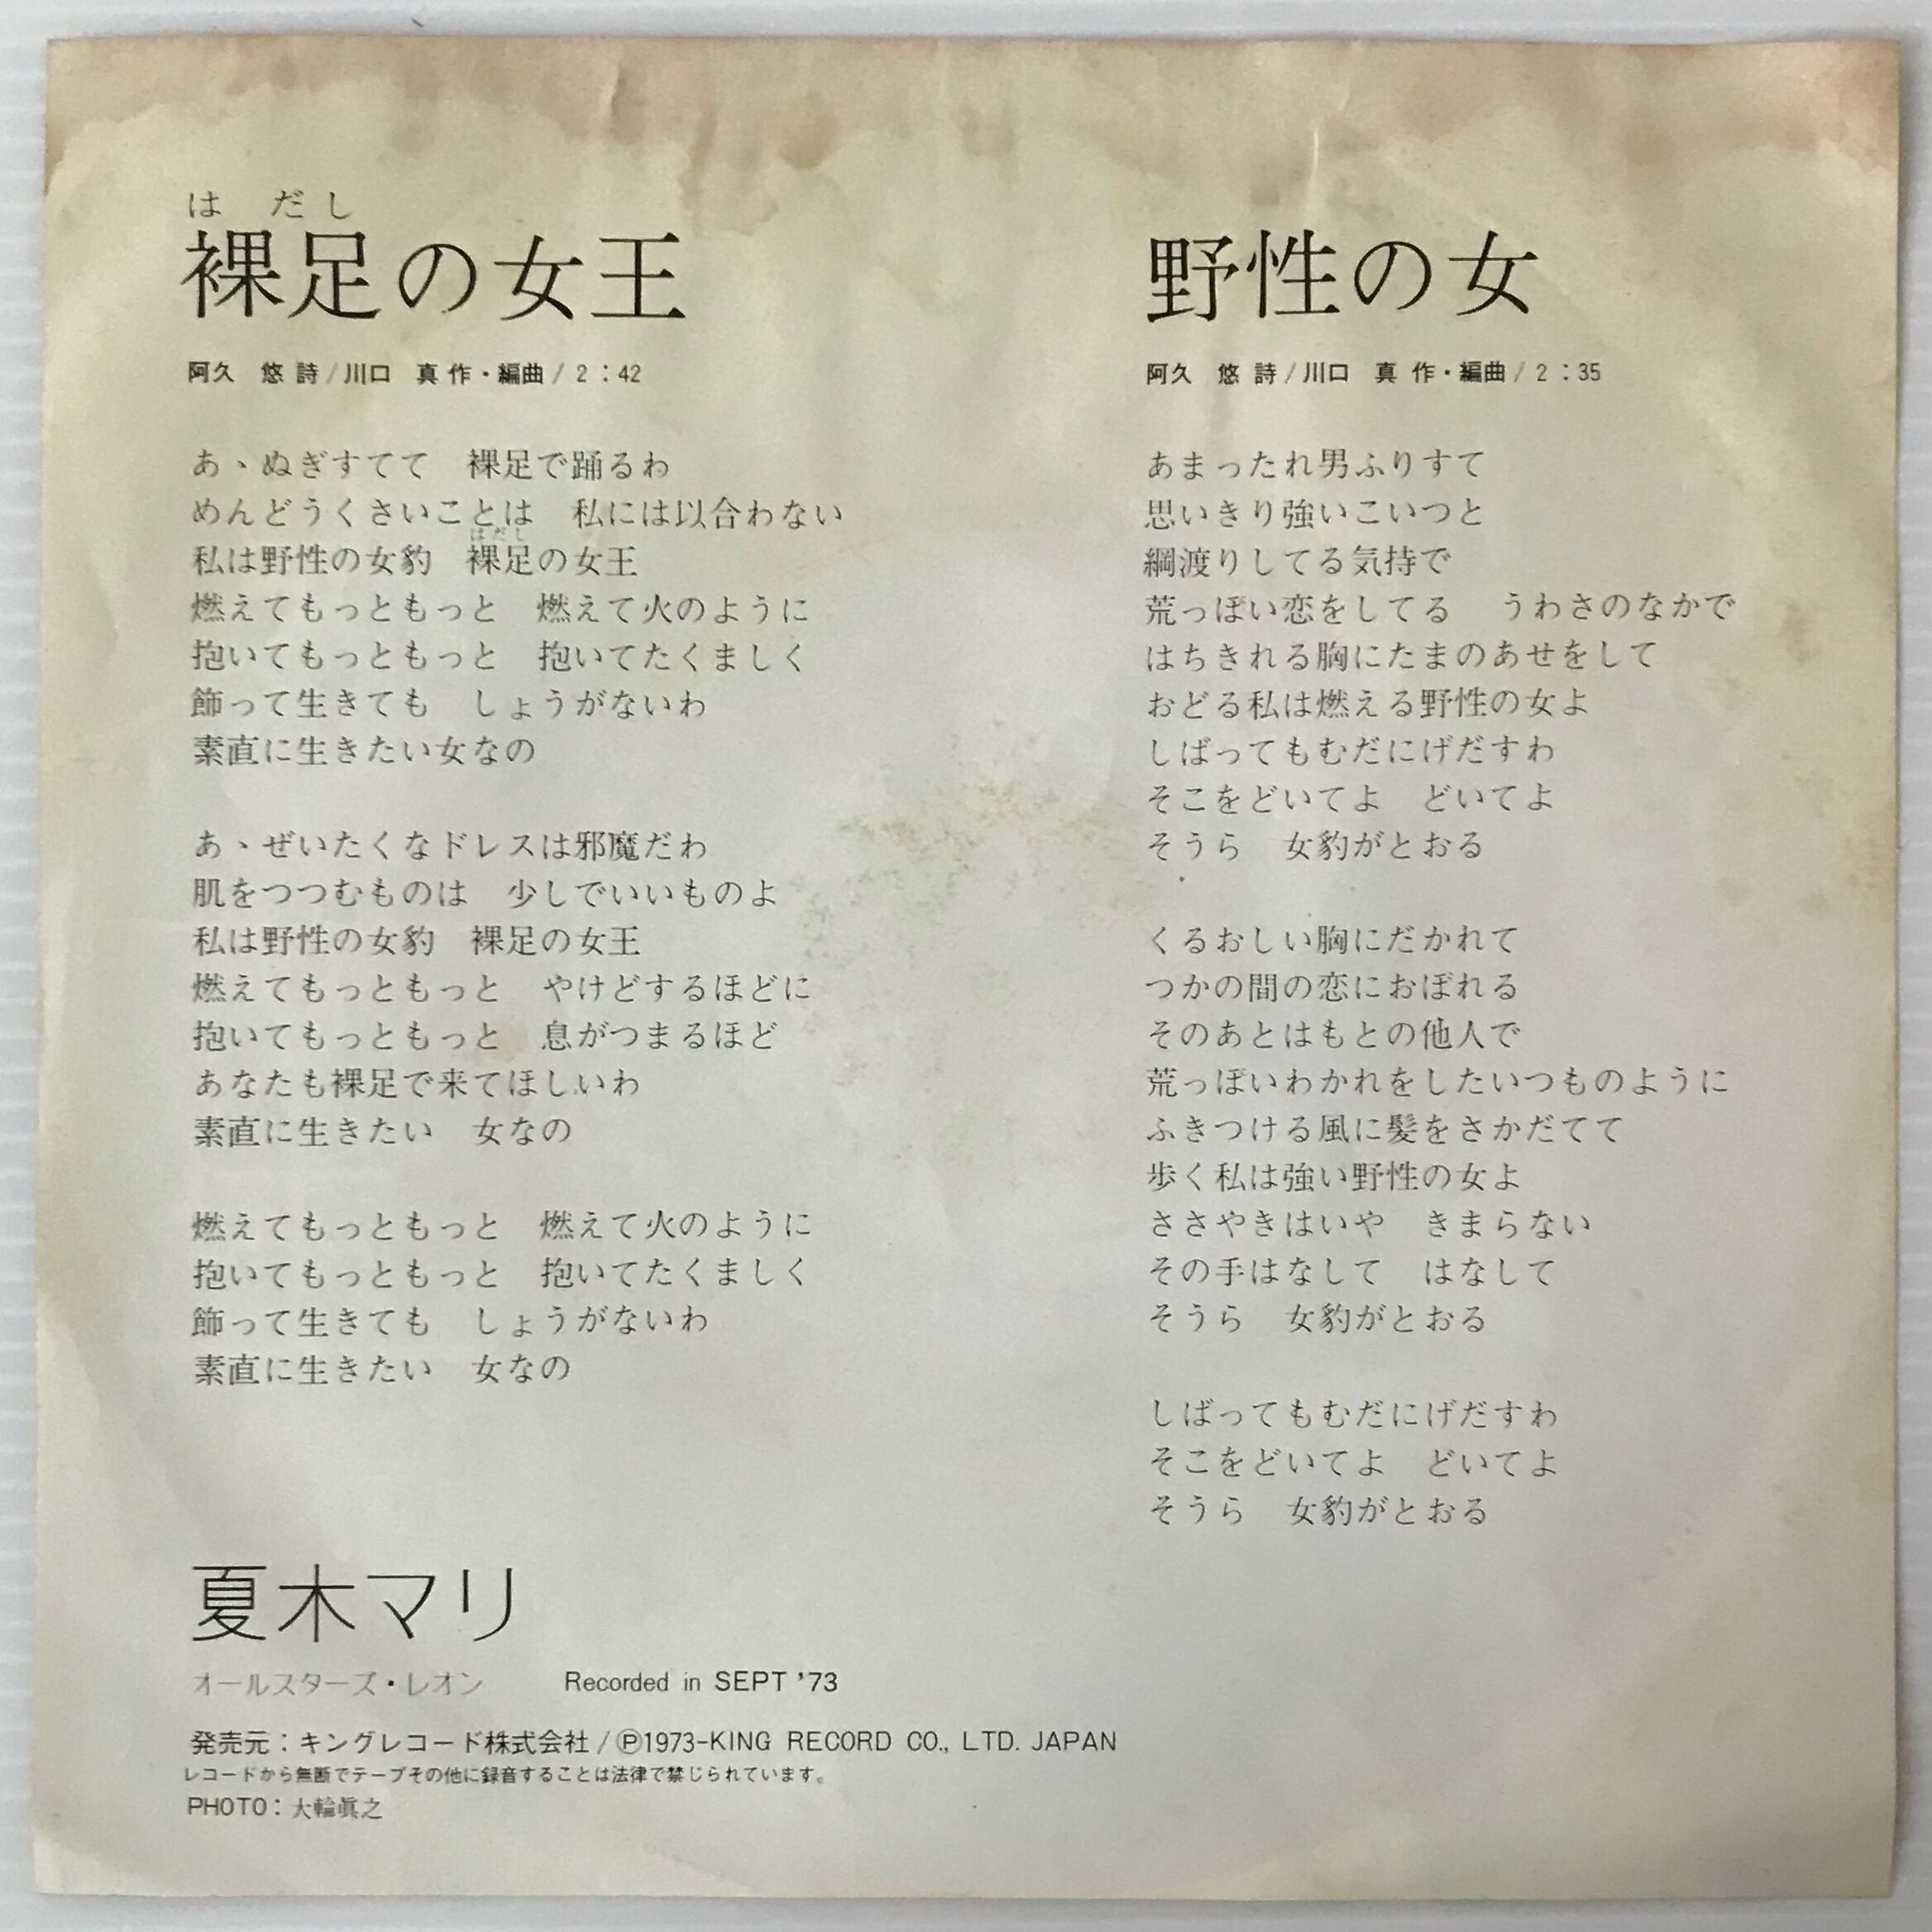 はだし
裸足の女王
阿久 悠 詩/川口 真 作・編曲/2:42
あゝぬぎすてて 裸足で踊るわ
めんどうくさいことは 私には以合わない
はだし
私は野性の女豹 裸足の女王
燃えてもっともっと 燃えて火のように
抱いてもっともっと 抱いてたくましく
飾って生きても しょうがないわ
素直に生きたい女なの
あゝぜいたくなドレスは邪魔だわ
肌をつつむものは 少しでいいものよ
私は野性の女豹 裸足の女王
燃えてもっともっと やけどするほどに
抱いてもっともっと 息がつまるほど
あなたも裸足で来てほしいわ
素直に生きたい 女なの
燃えてもっともっと 燃えて火のように
抱いてもっともっと 抱いてたくましく
飾って生きても しょうがないわ
素直に生きたい 女なの
野性の女
阿久 悠 詩/川口 真 作・編曲/2:35
あまったれ男ふりすて
思いきり強いこいつと
綱渡りしてる気持で
荒っぽい恋をしてる うわさのなかで
はちきれる胸にたまのあせをして
おどる私は燃える野性の女よ
しばってもむだにげだすわ
そこをどいてよ どいてよ
そうら 女豹がとおる
くるおしい胸にだかれて
つかの間の恋におぼれる
そのあとはもとの他人で
荒っぽいわかれをしたいつものように
ふきつける風に髪をさかだてて
歩く私は強い野性の女よ
ささやきはいや きまらない
その手はなして はなして
そうら 女豹がとおる
しばってもむだにげだすわ
そこをどいてよ どいてよ
そうら 女豹がとおる
夏木マリ
オールスターズ・レオン Recorded in SEPT '73
発売元:キングレコード株式会社/Ⓟ1973-KING RECORD CO., LTD. JAPAN
レコードから無断でテープその他に録音することは法律で禁じられています。
PHOTO:大輪眞之